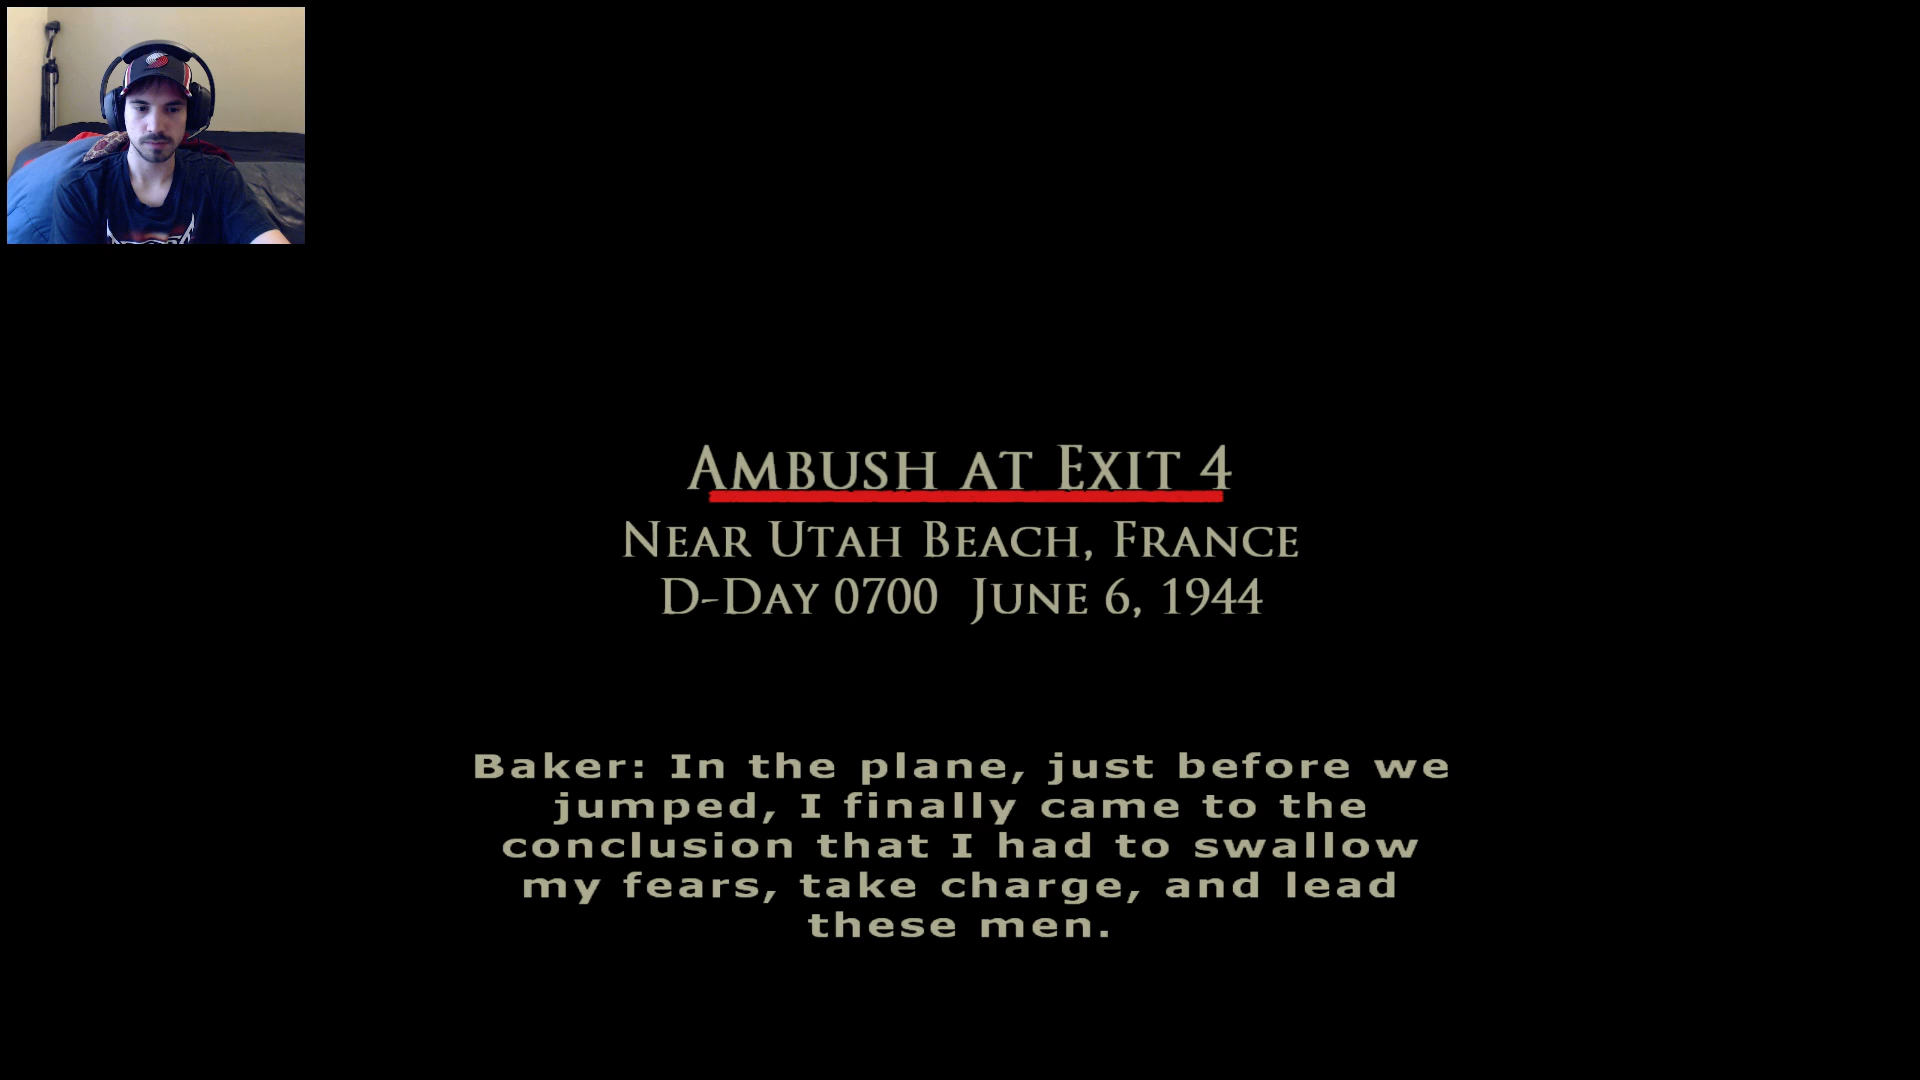 Ambush at Exit 4
Near Utah Beach, France
D-Day 0700 June 6, 1944
Baker: In the plane, just before we
jumped, I finally came to the
conclusion that I had to swallow
my fears, take charge, and lead
these men.